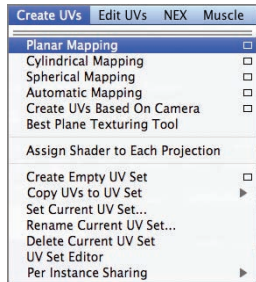 Create UVs Edit UVs NEX Muscle
Planar Mapping
Cylindrical Mapping
Spherical Mapping
Automatic Mapping
Create UVs Based On Camera
Best Plane Texturing Tool
Assign Shader to Each Projection
Create Empty UV Set
Copy UVs to UV Set
Set Current UV Set...
Rename Current UV Set...
Delete Current UV Set
UV Set Editor
Per Instance Sharing